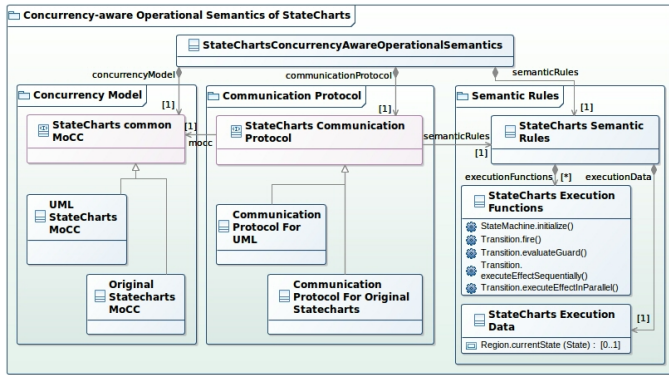 Concurrency-aware Operational Semantics of StateCharts
StateChartsConcurrencyAwareOperationalSemantics
concurrencyModel
[1]
communicationProtocol
[1]
semanticRules
[1]
Concurrency Model
StateCharts common
MoCC
UML
StateCharts
MoCC
Original
Statecharts
MoCC
[1]
mocc
Communication Protocol
StateCharts Communication
Protocol
Communication
Protocol For
UML
Communication
Protocol For Original
Statecharts
semanticRules
[1]
Semantic Rules
StateCharts Semantic
Rules
executionFunctions
[*]
executionData
[1]
StateCharts Execution
Functions
StateMachine.initialize()
Transition.fire()
Transition.evaluateGuard()
Transition.
executeEffectSequentially()
Transition.executeEffectInParallel()
StateCharts Execution
Data
Region.currentState (State) : [0..1]